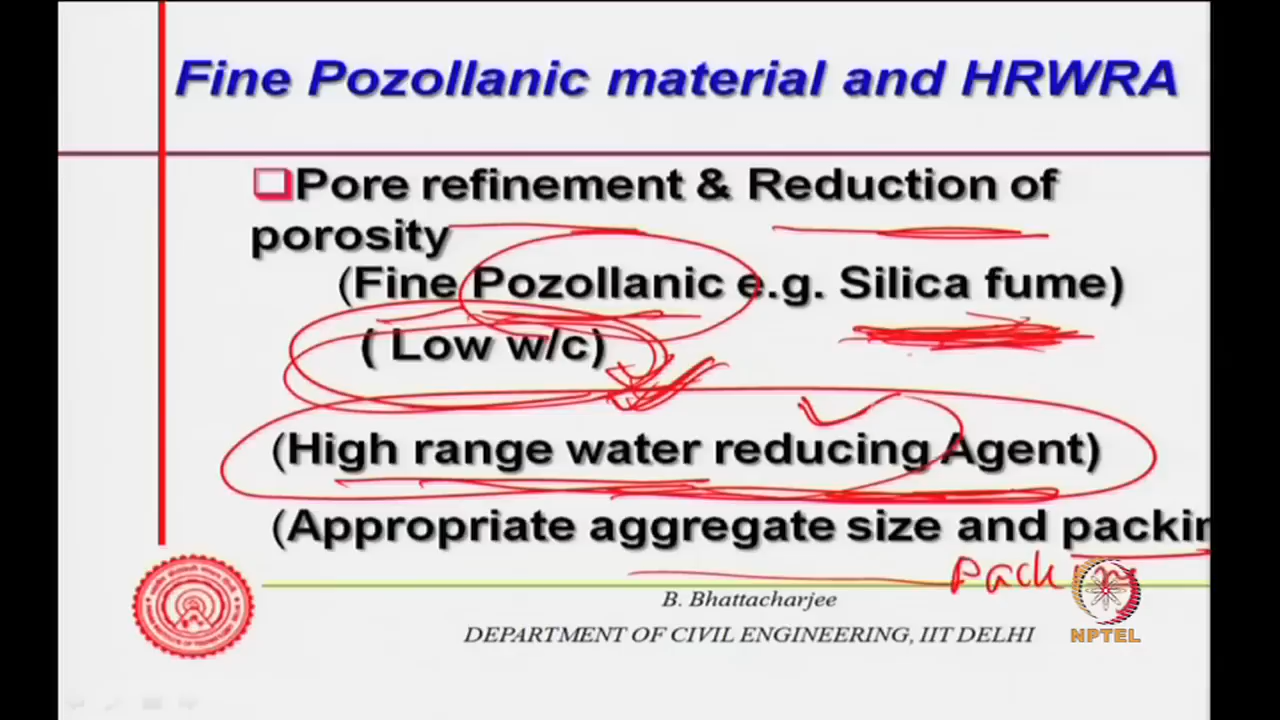 Fine Pozollanic material and HRWRA
Pore refinement & Reduction of
porosity
(Fine Pozollanic e.g. Silica fume)
( Low w/c)
(High range water reducing Agent)
(Appropriate aggregate size and packin
Pack
B. Bhattacharjee
DEPARTMENT OF CIVIL ENGINEERING, IIT DELHI
NPTEL